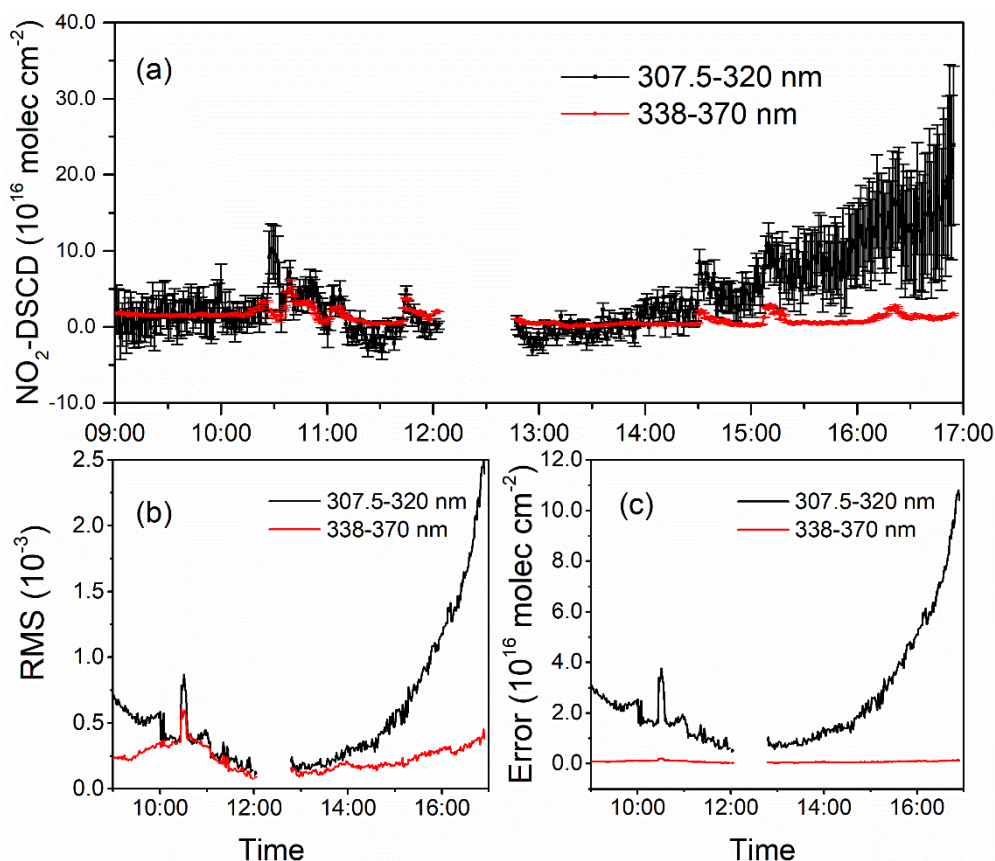 (a)
307.5-320 nm
338-370 nm
NO₂-DSCD (10¹⁶ molec cm⁻²)
40.0
30.0
20.0
10.0
0.0
-10.0
09:00 10:00 11:00 12:00 13:00 14:00 15:00 16:00 17:00
(b)
307.5-320 nm
338-370 nm
RMS (10⁻³)
2.5
2.0
1.5
1.0
0.5
0.0
10:00 12:00 14:00 16:00
Time
(c)
307.5-320 nm
338-370 nm
Error (10¹⁶ molec cm⁻²)
12.0
10.0
8.0
6.0
4.0
2.0
0.0
10:00 12:00 14:00 16:00
Time